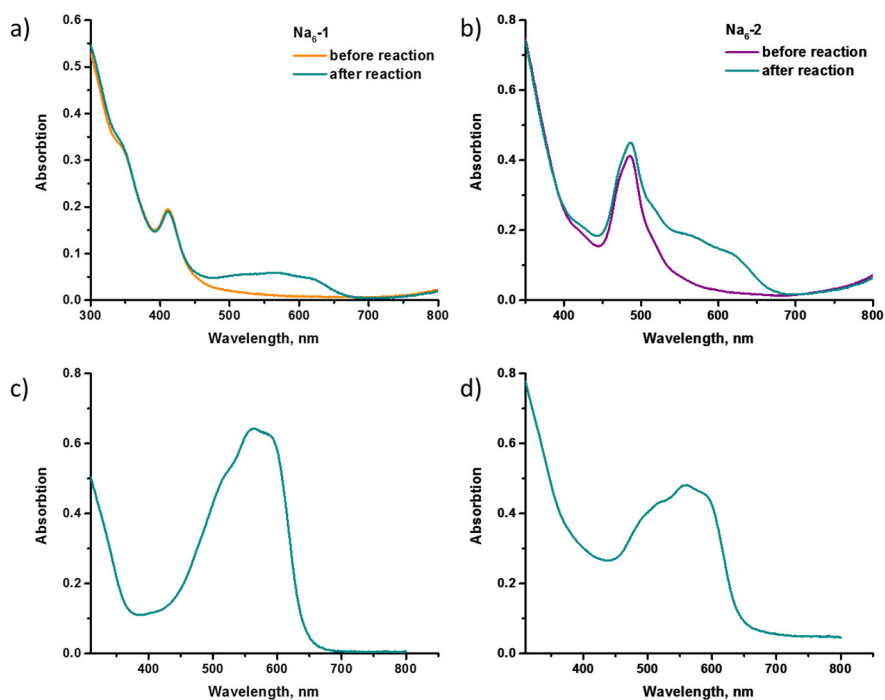 a)
Na₆-1
before reaction
after reaction
Absorbtion
0.6
0.5
0.4
0.3
0.2
0.1
0.0
300 400 500 600 700 800
Wavelength, nm
b)
Na₆-2
before reaction
after reaction
Absorbtion
0.8
0.6
0.4
0.2
0.0
400 500 600 700 800
Wavelength, nm
c)
Absorbtion
0.8
0.6
0.4
0.2
0.0
400 500 600 700 800
Wavelength, nm
d)
Absorbtion
0.8
0.6
0.4
0.2
0.0
400 500 600 700 800
Wavelength, nm